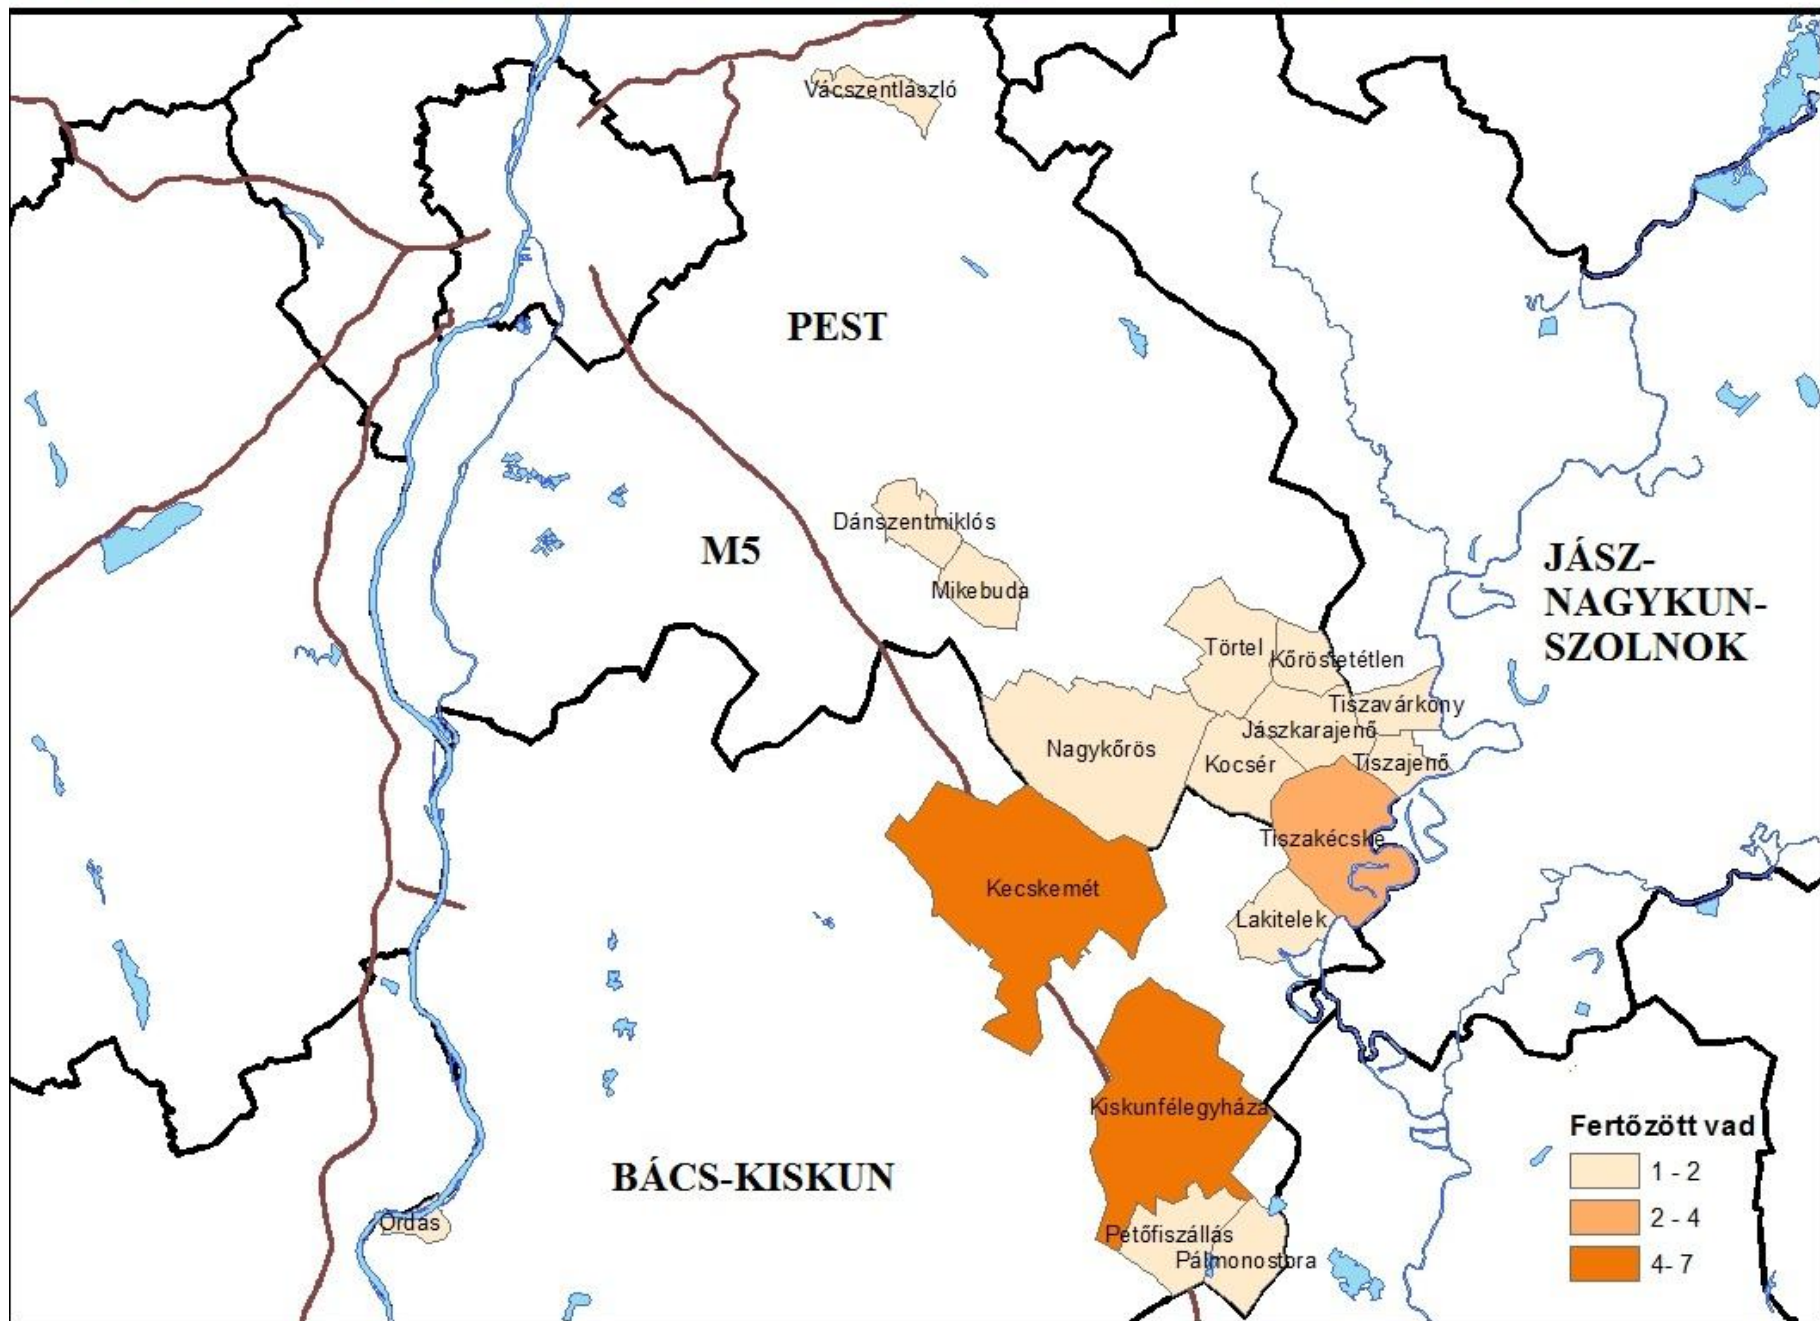 Vácszentlászló
PEST
Dánszentmiklós
M5
Mikebuda
JÁSZ-
NAGYKUN-
SZOLNOK
Törtel
Kőröstetétlen
Tiszavárkony
Jászkarajenő
Nagykőrös
Kocsér
Tiszajenő
Tiszakécske
Kecskemét
Lakitelek
Kiskunfélegyháza
Fertőzött vad
1 - 2
2 - 4
4- 7
BÁCS-KISKUN
Ordas
Petőfiszállás
Pálmonostora